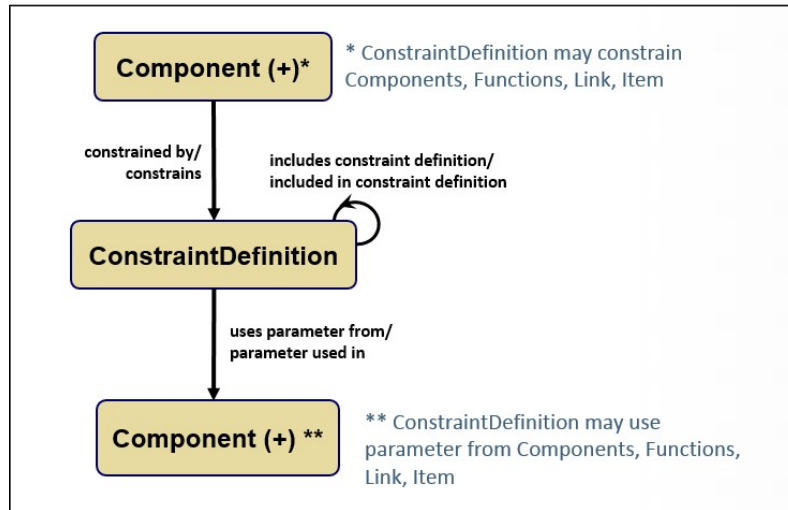 Component (+)*
* ConstraintDefinition may constrain
Components, Functions, Link, Item
constrained by/
constrains
includes constraint definition/
included in constraint definition
ConstraintDefinition
uses parameter from/
parameter used in
Component (+) **
** ConstraintDefinition may use
parameter from Components, Functions,
Link, Item